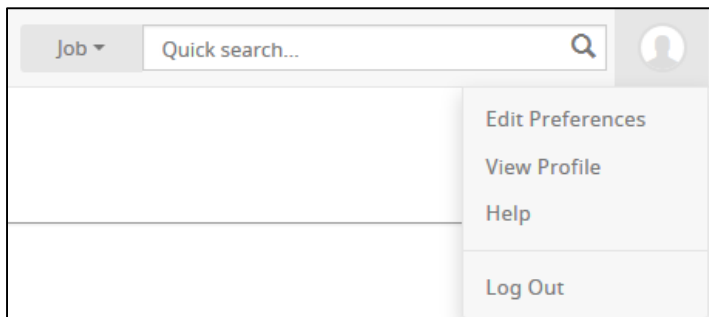 Job
Quick search...
Edit Preferences
View Profile
Help
Log Out